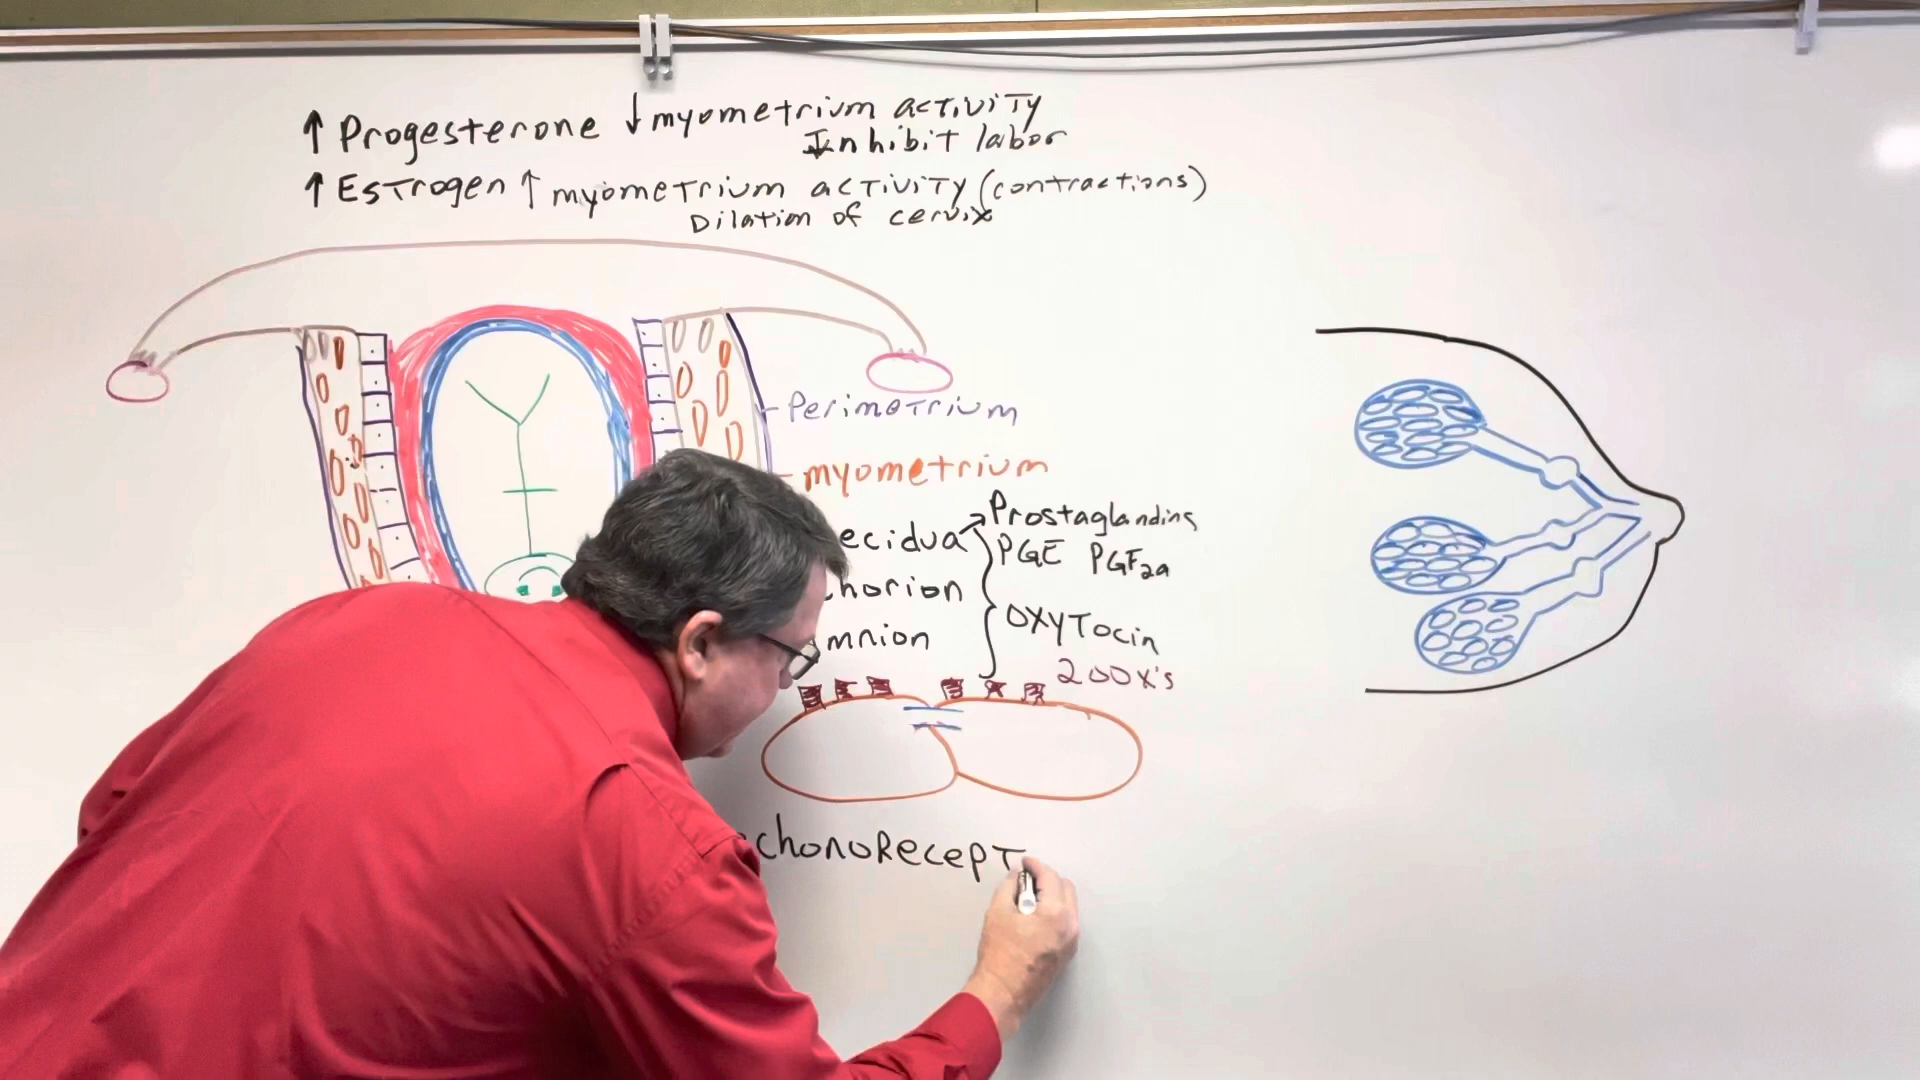 ↑ Progesterone ↓ myometrium activity
Inhibit labor
↑ Estrogen ↑ myometrium activity (contractions)
Dilation of cervix
Perimetrium
myometrium
ecidua
Prostaglandins
PGE PGF2a
horion
OXYTocin
mnion
200x's
chonoRecepT